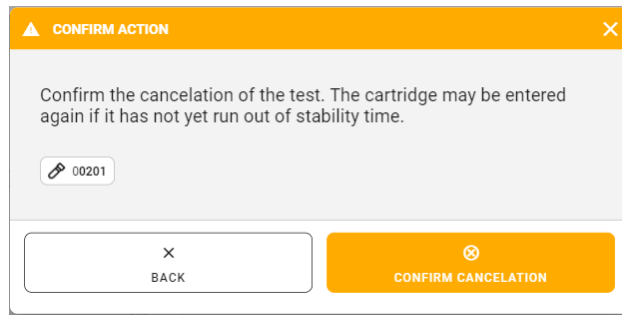 CONFIRM ACTION
Confirm the cancelation of the test. The cartridge may be entered
again if it has not yet run out of stability time.
00201
BACK
CONFIRM CANCELATION